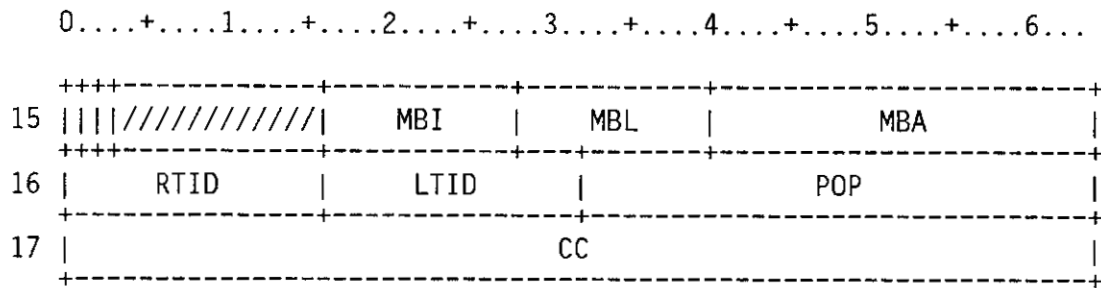 0....+....1....+....2....+....3....+....4....+....5....+....6...
++++-------------+-----------+-----------+-----------------------+
15 ||||/////////////| MBI | MBL | MBA |
++++-------------+-----------+---+-------+-----------------------+
16 | RTID | LTID | POP |
+----------------+---------------+-------------------------------+
17 | CC |
+----------------------------------------------------------------+